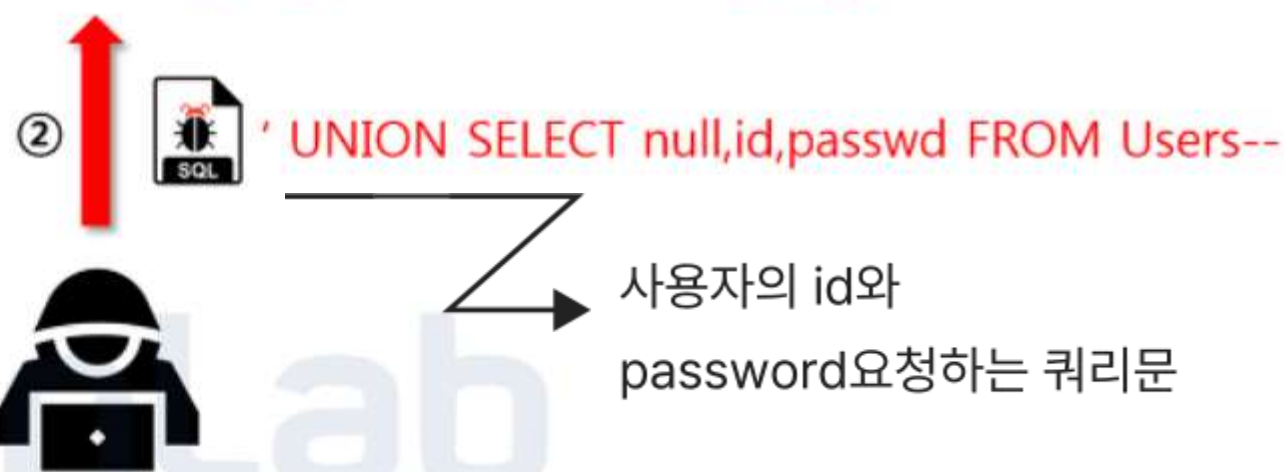 ②
SQL
' UNION SELECT null,id,passwd FROM Users--
사용자의 id와
password요청하는 쿼리문
Lab